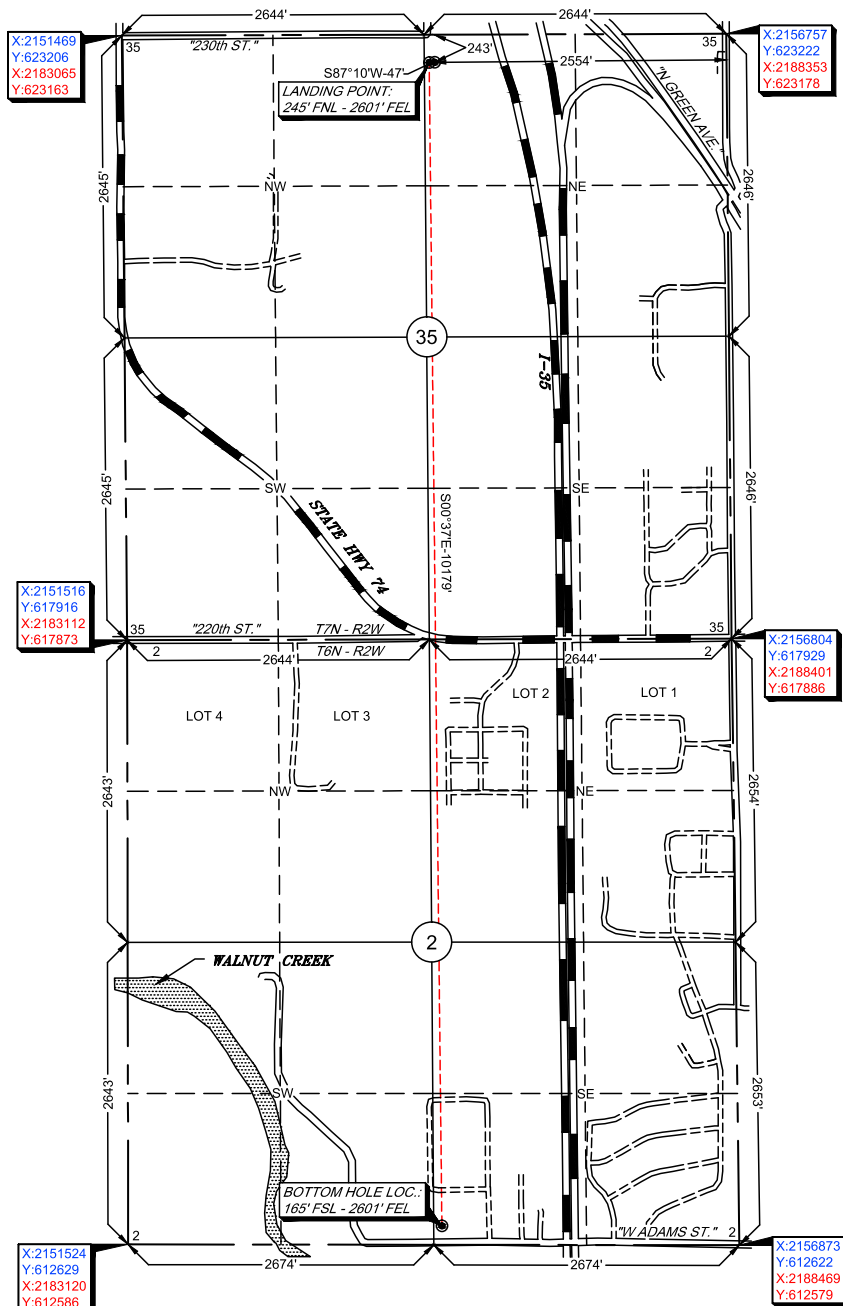 2644'
2644'
X:2151469
Y:623206
X:2183065
Y:623163
35
"230th ST."
243'
35
X:2156757
Y:623222
X:2188353
Y:623178
S87°10'W-47'
2554'
LANDING POINT:
245' FNL - 2601' FEL
"N GREEN AVE."
2645'
NW
NE
2646'
35
I-35
2645'
SW
SE
2646'
STATE HWY 74
S00°37'E-10179'
X:2151516
Y:617916
X:2183112
Y:617873
35
"220th ST."
T7N - R2W
35
2
2644'
T6N - R2W
2644'
2
X:2156804
Y:617929
X:2188401
Y:617886
LOT 4
LOT 3
LOT 2
LOT 1
2643'
NW
NE
2654'
2
WALNUT CREEK
2643'
SW
SE
2653'
BOTTOM HOLE LOC.:
165' FSL - 2601' FEL
2
"W ADAMS ST."
2
X:2151524
Y:612629
X:2183120
Y:612586
2674'
2674'
X:2156873
Y:612622
X:2188469
Y:612579